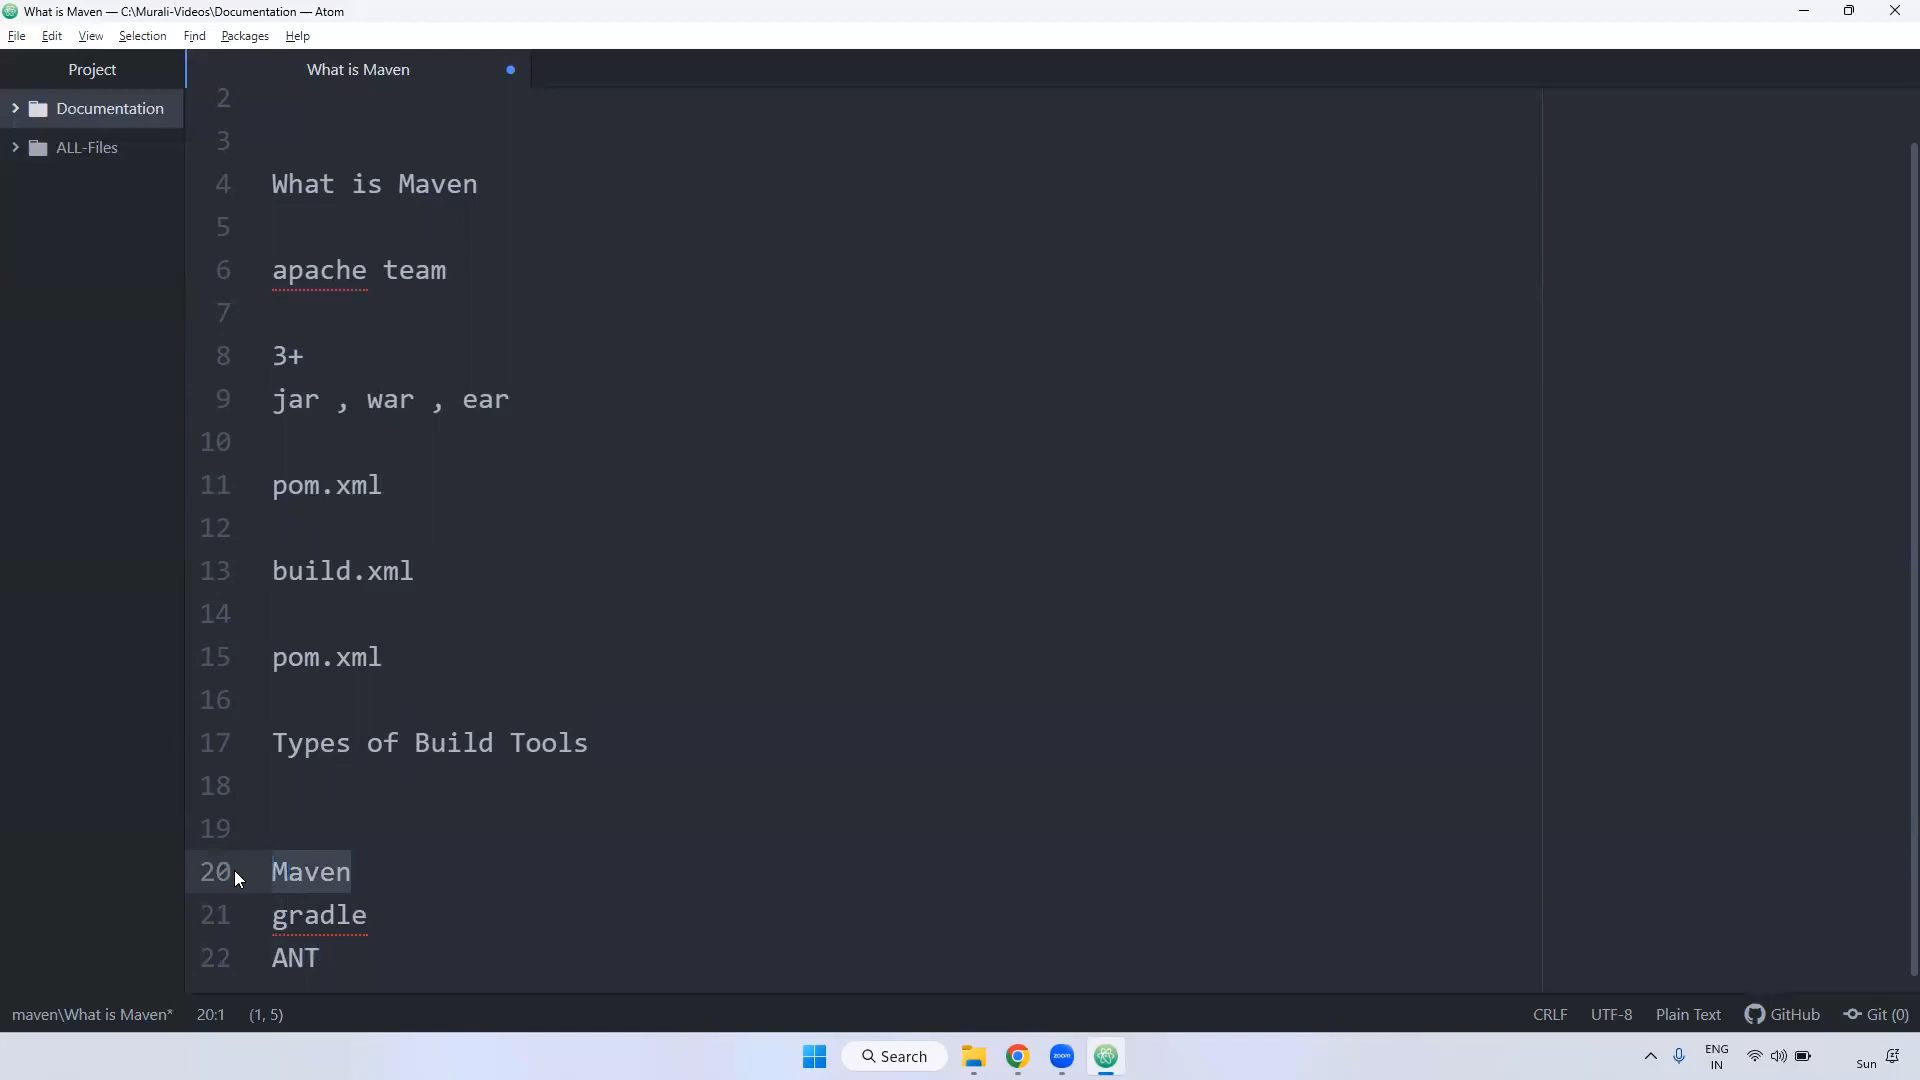 What is Maven — C:\Murali-Videos\Documentation — Atom
File Edit View Selection Find Packages Help
Project
What is Maven
Documentation
ALL-Files
2
3
4 What is Maven
5
6 apache team
7
8 3+
9 jar , war , ear
10
11 pom.xml
12
13 build.xml
14
15 pom.xml
16
17 Types of Build Tools
18
19
20 Maven
21 gradle
22 ANT
maven\What is Maven* 20:1 (1, 5) CRLF UTF-8 Plain Text GitHub Git (0)
Search
zoom
ENG
IN
Sun